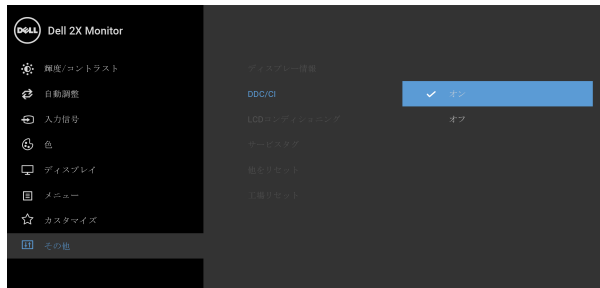 DELL Dell 2X Monitor
輝度/コントラスト
自動調整
入力信号
色
ディスプレイ
メニュー
カスタマイズ
その他
ディスプレー情報
DDC/CI
LCDコンディショニング
サービスタグ
他をリセット
工場リセット
オン
オフ